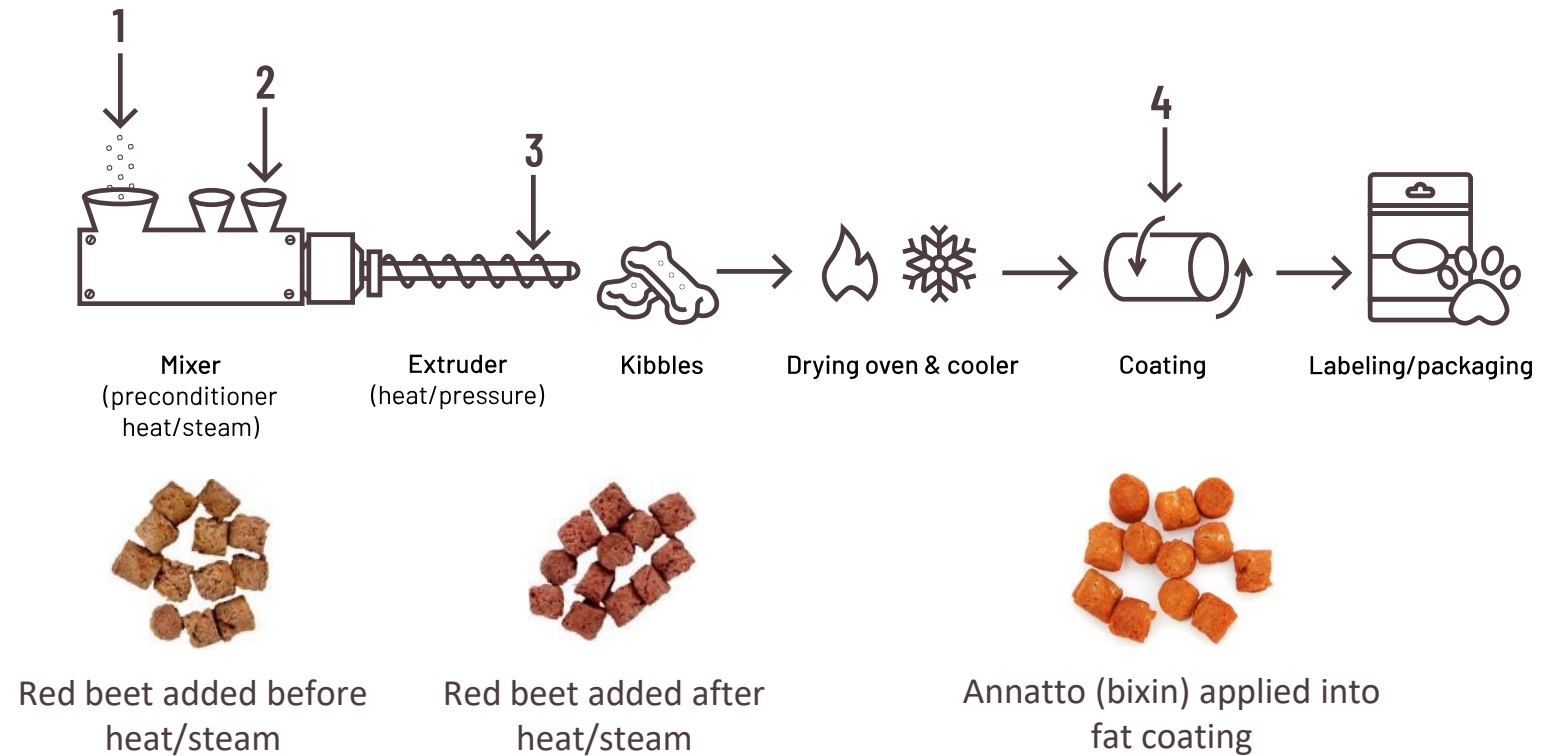 1
2
3
4
Mixer
(preconditioner
heat/steam)
Extruder
(heat/pressure)
Kibbles
Drying oven & cooler
Coating
Labeling/packaging
Red beet added before
heat/steam
Red beet added after
heat/steam
Annatto (bixin) applied into
fat coating